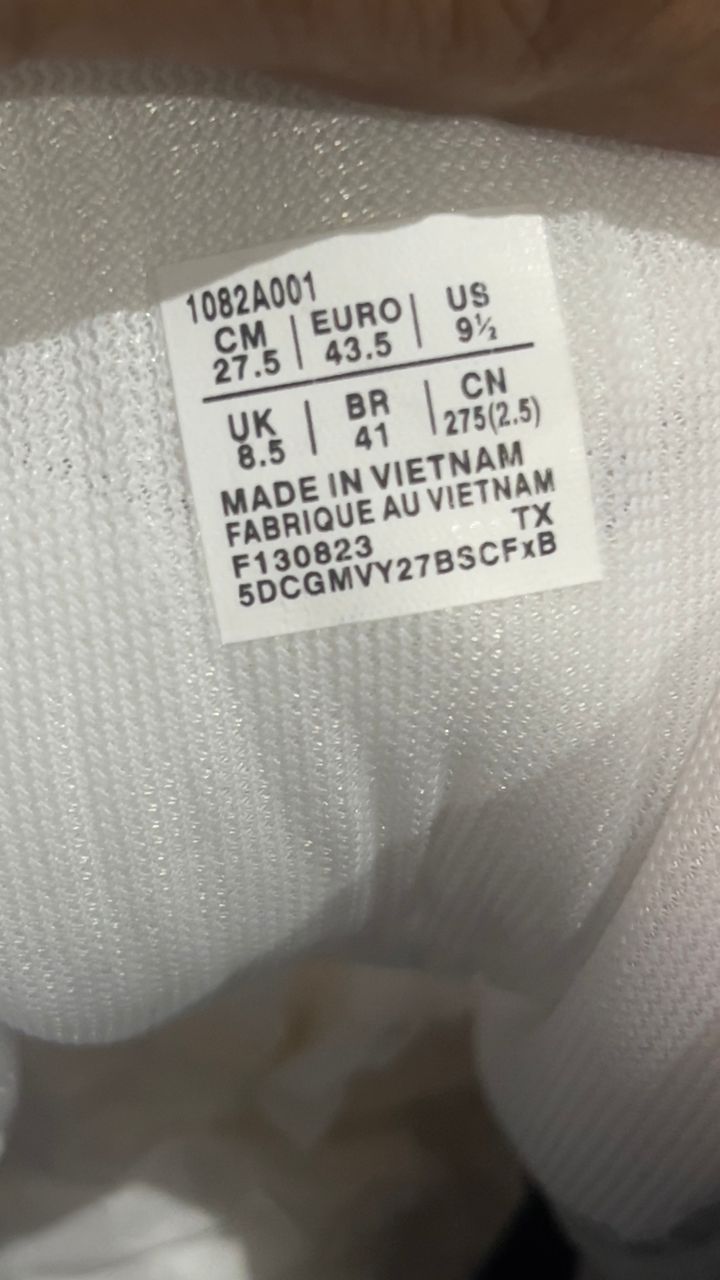 1082A001
CM | EURO | US
27.5 | 43.5 | 9½
UK | BR | CN
8.5 | 41 | 275(2.5)
MADE IN VIETNAM
FABRIQUE AU VIETNAM
F130823 TX
5DCGMVY27BSCFxB